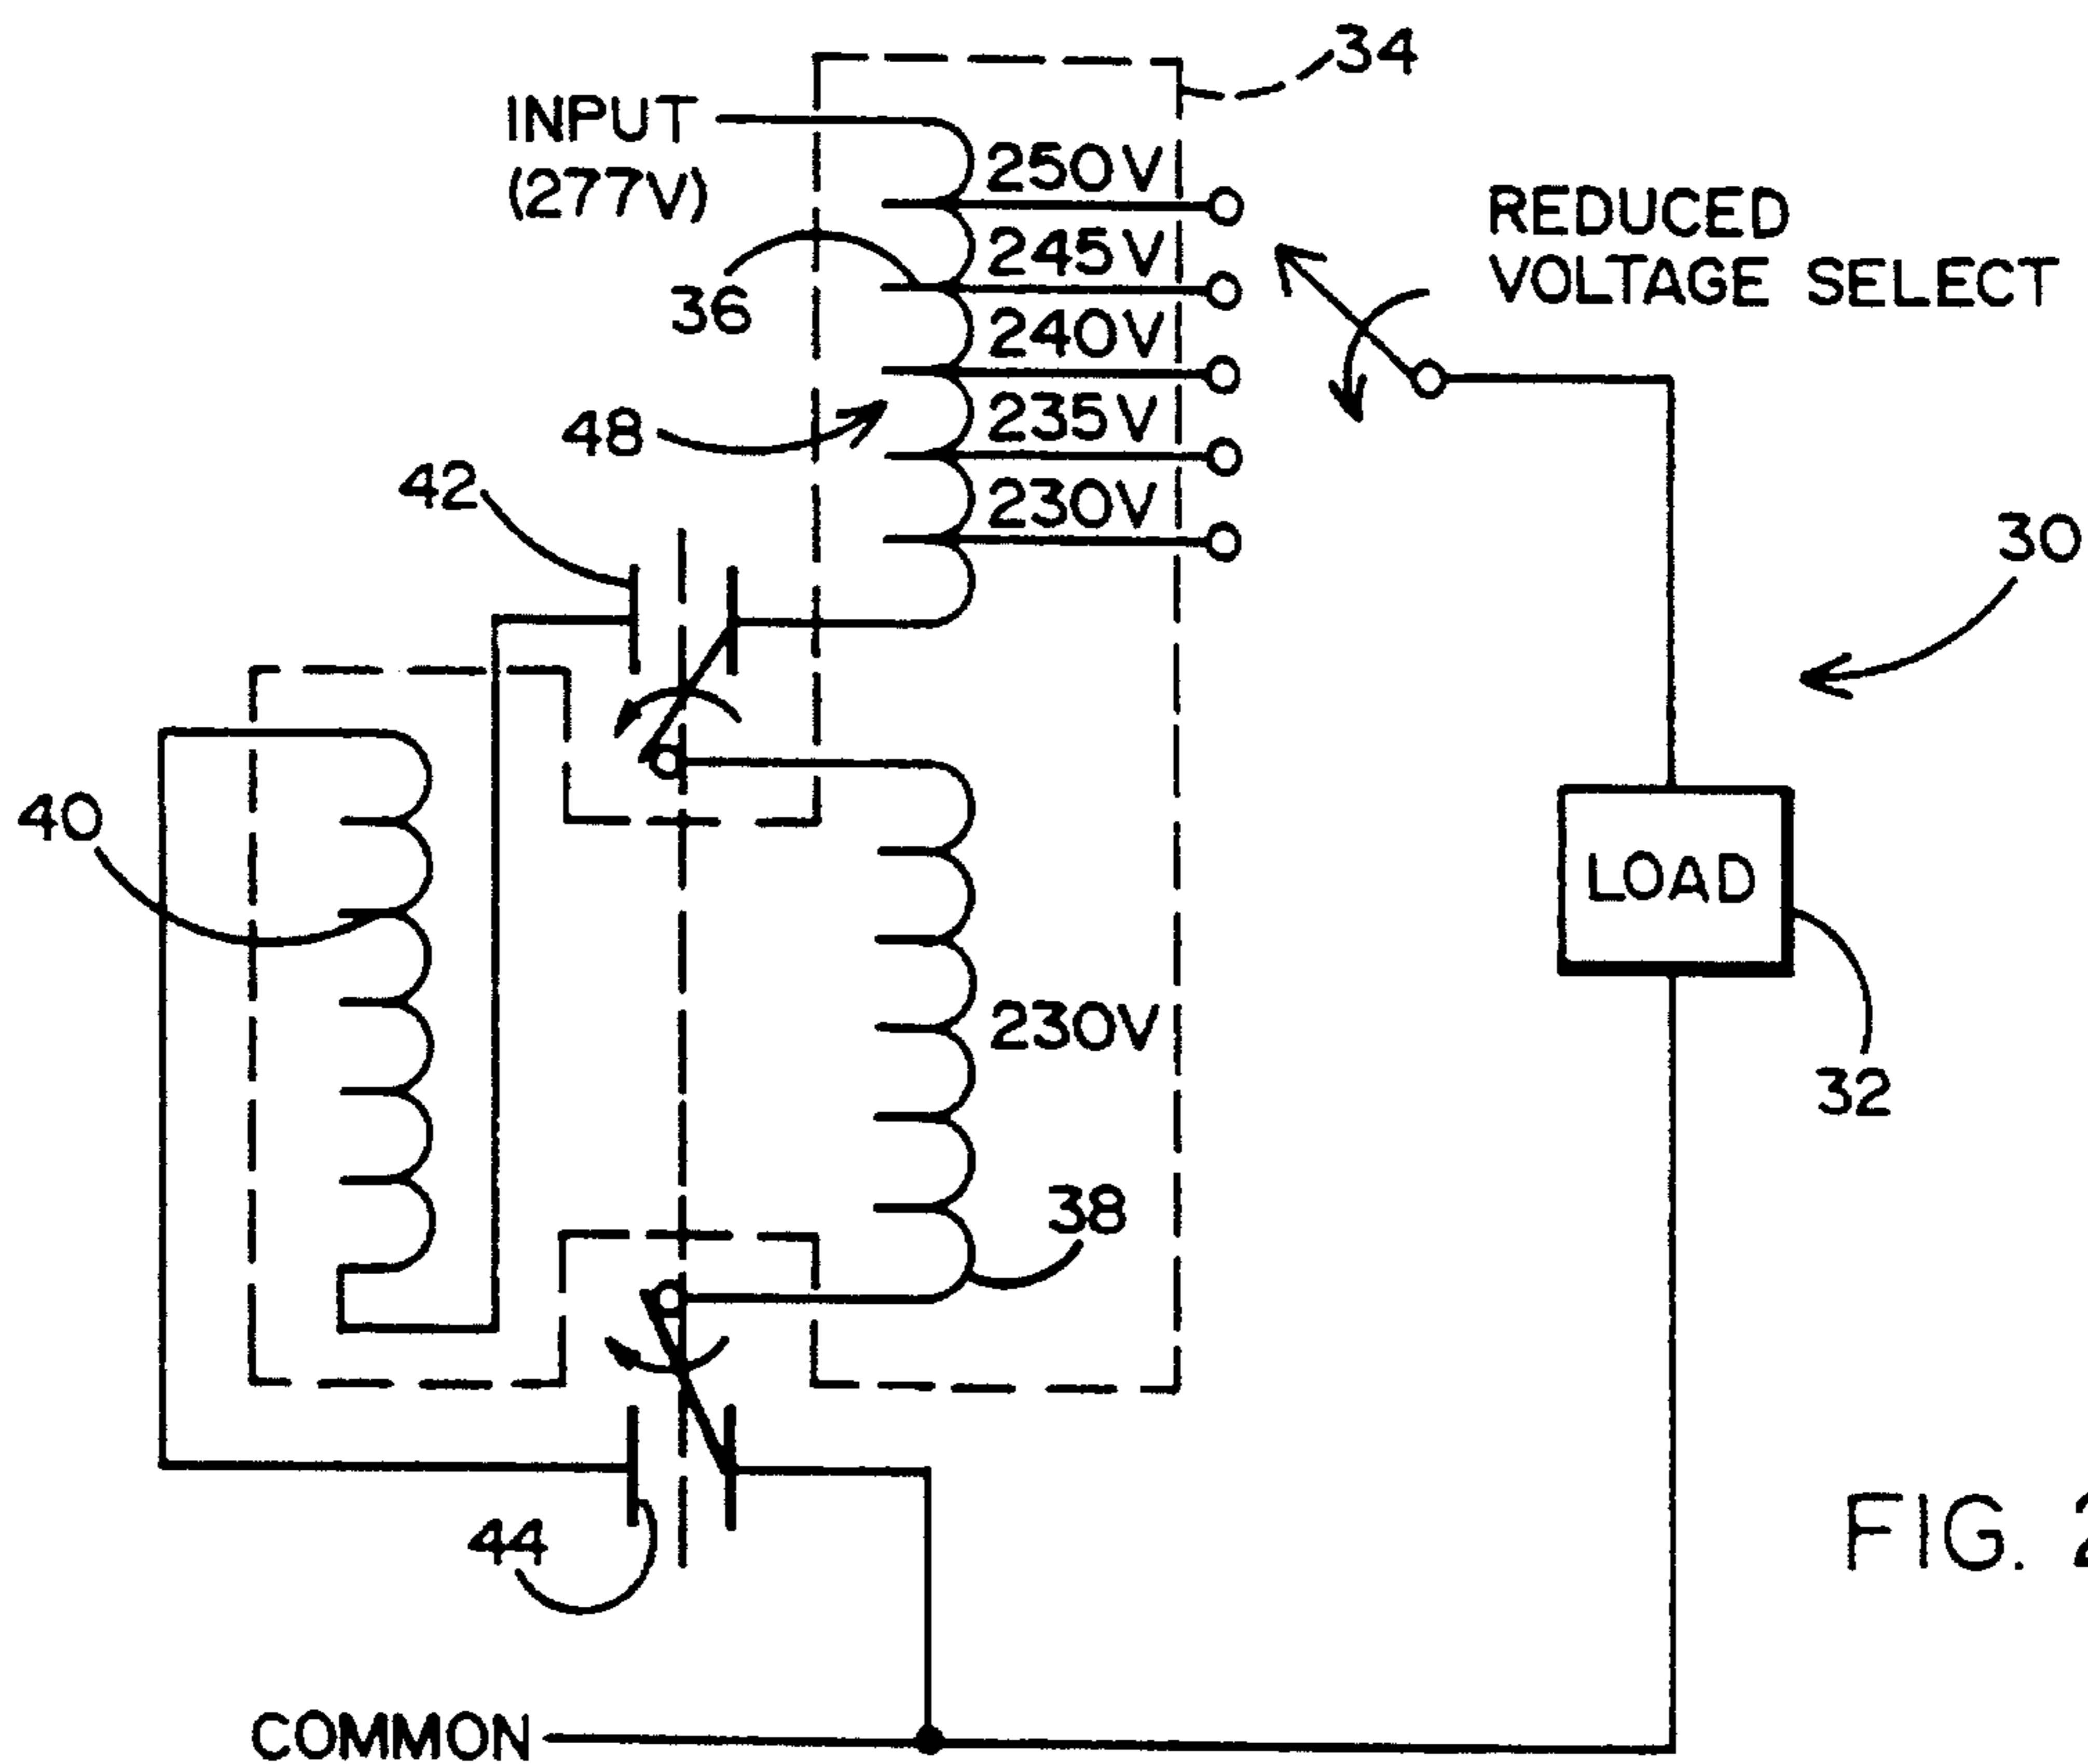 34
INPUT
(277V)
250V
REDUCED
VOLTAGE SELECT
245V
36
240V
48
235V
42
230V
30
40
LOAD
230V
32
38
44
FIG. 2
COMMON